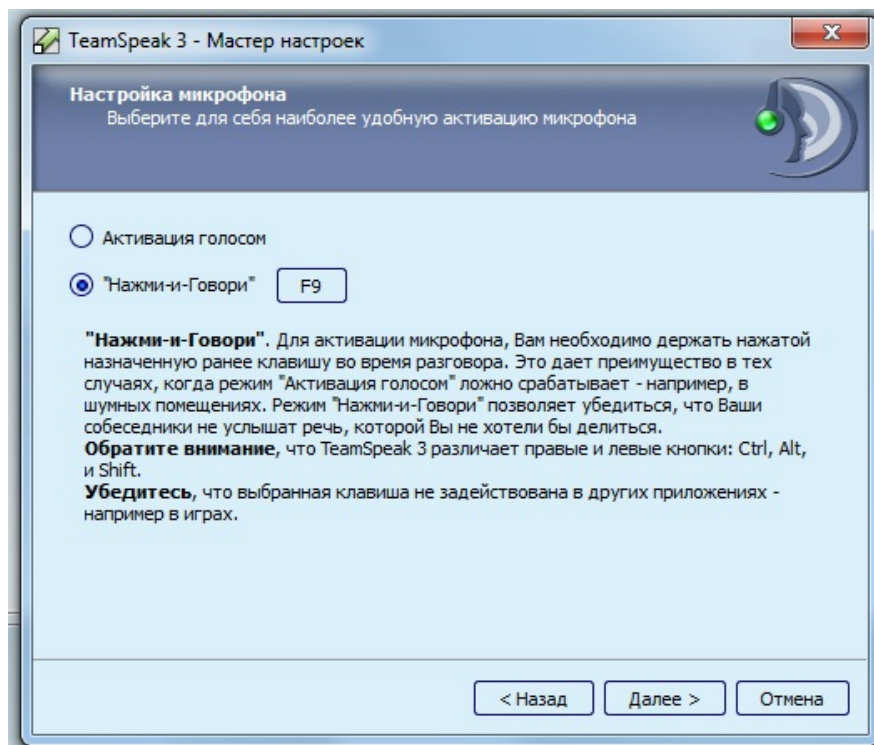 TeamSpeak 3 - Мастер настроек
x
Настройка микрофона
Выберите для себя наиболее удобную активацию микрофона
Активация голосом
"Нажми-и-Говори" F9
"Нажми-и-Говори". Для активации микрофона, Вам необходимо держать нажатой
назначенную ранее клавишу во время разговора. Это дает преимущество в тех
случаях, когда режим "Активация голосом" ложно срабатывает - например, в
шумных помещениях. Режим "Нажми-и-Говори" позволяет убедиться, что Ваши
собеседники не услышат речь, которой Вы не хотели бы делиться.
Обратите внимание, что TeamSpeak 3 различает правые и левые кнопки: Ctrl, Alt,
и Shift.
Убедитесь, что выбранная клавиша не задействована в других приложениях -
например в играх.
< Назад Далее > Отмена